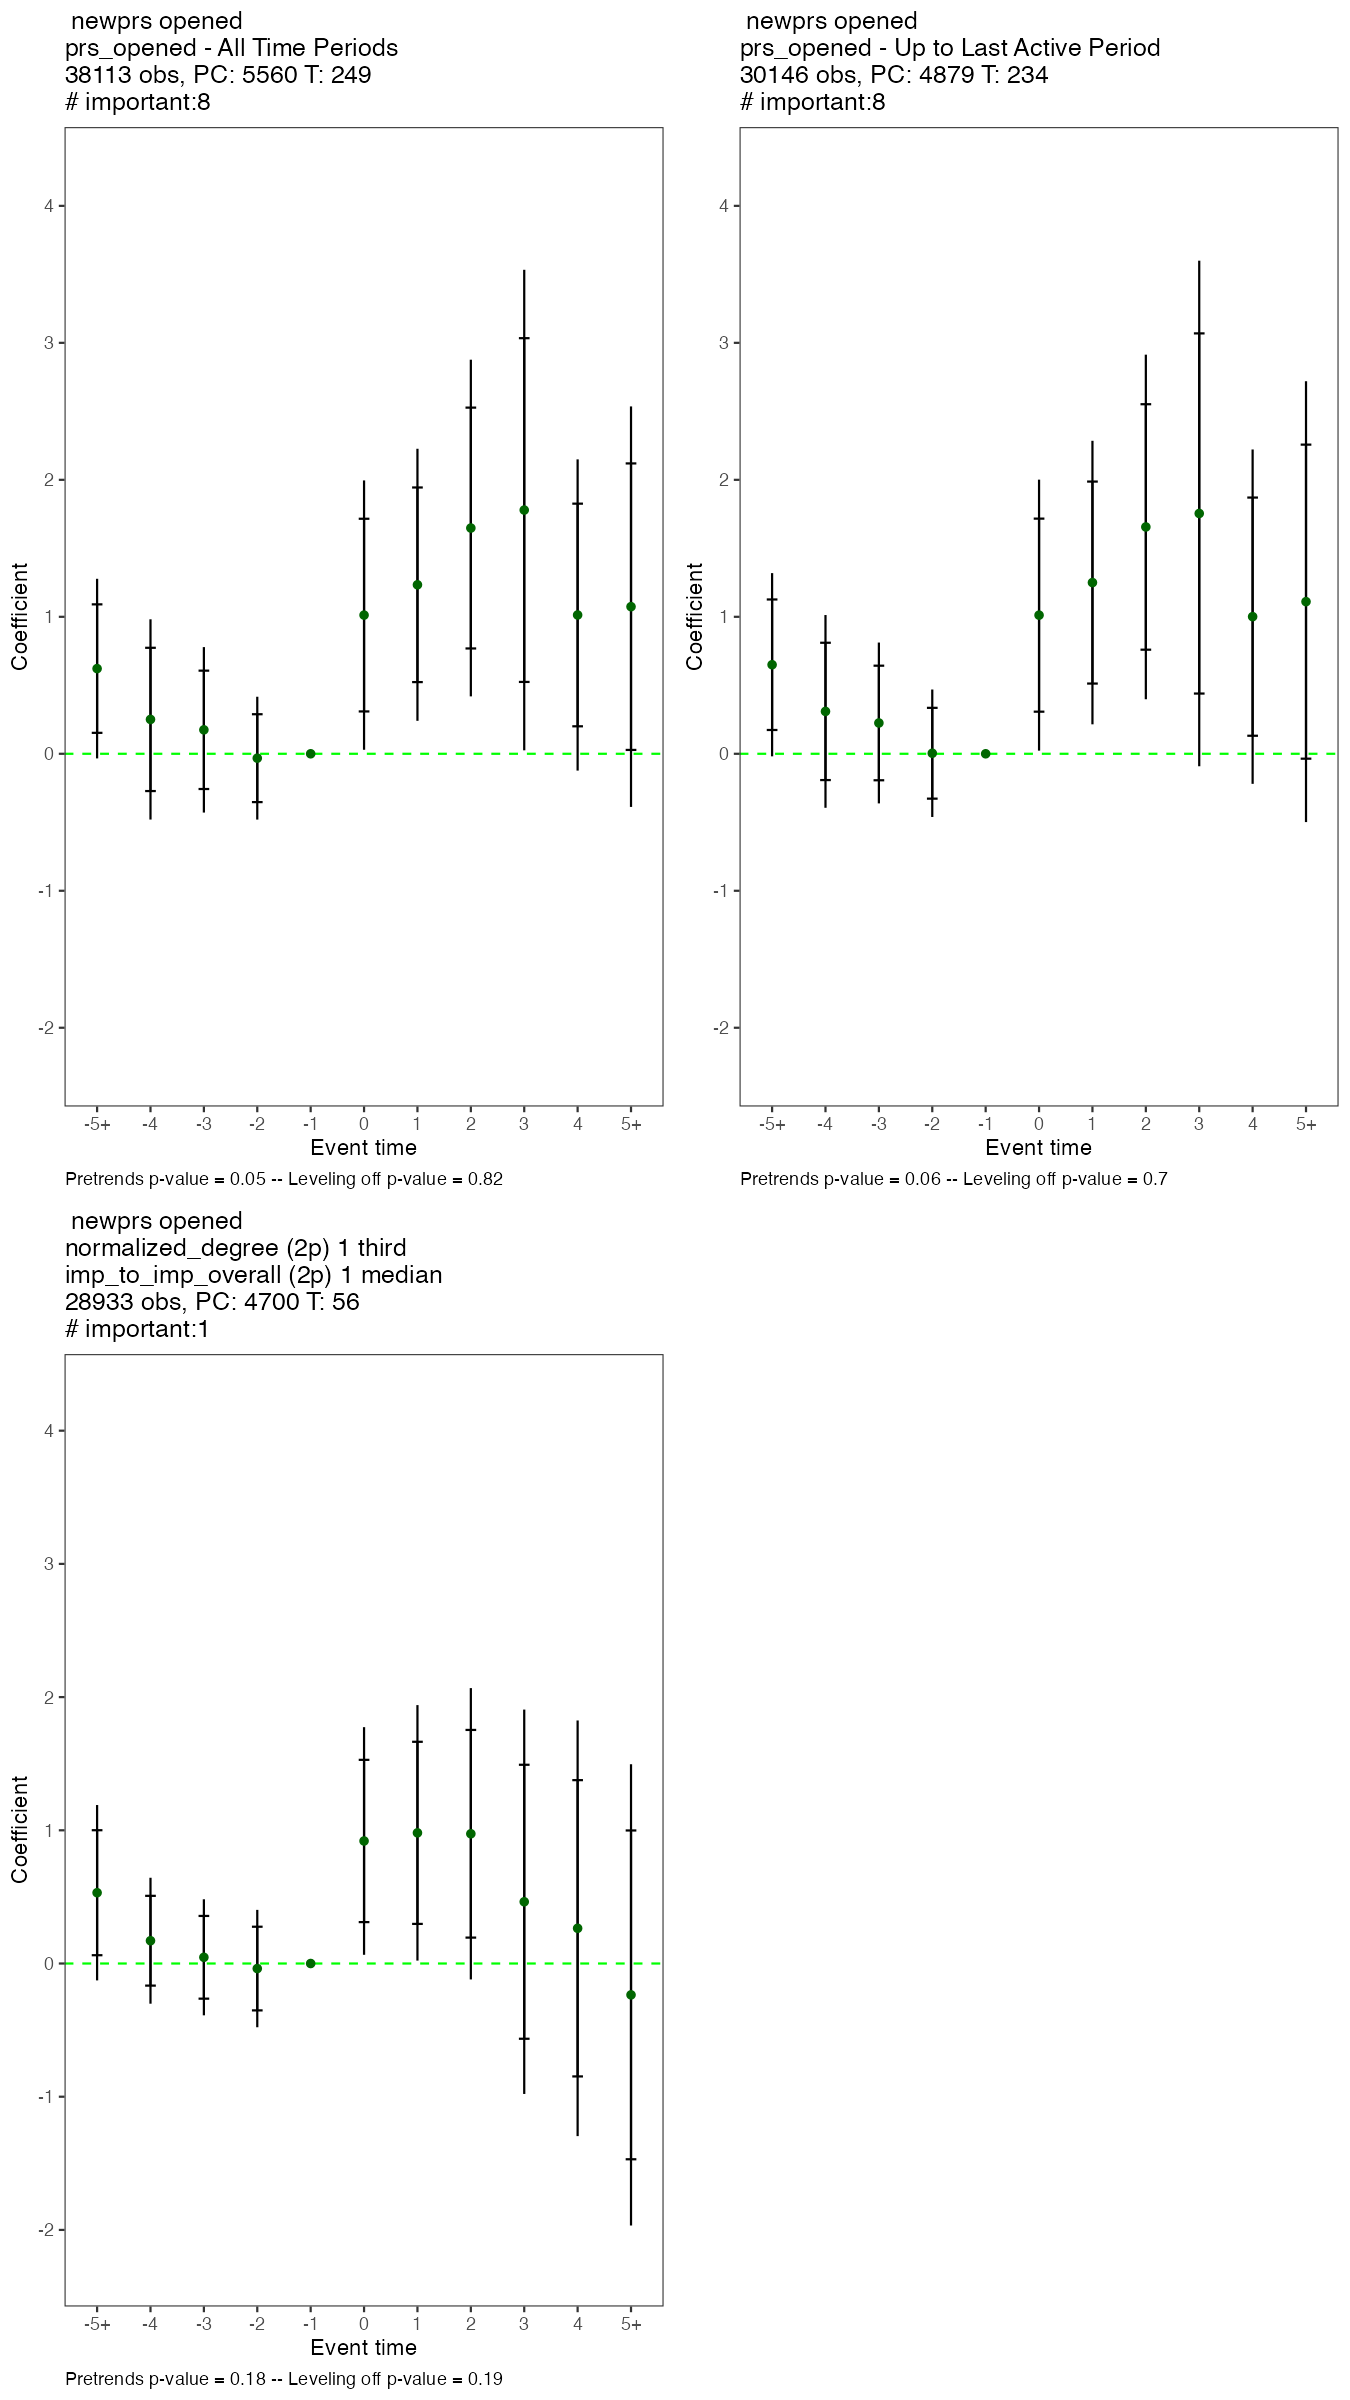 newprs opened
prs_opened - All Time Periods
38113 obs, PC: 5560 T: 249
# important:8
Coefficient
4
3
2
1
0
-1
-2
-5+ -4 -3 -2 -1 0 1 2 3 4 5+
Event time
Pretrends p-value = 0.05 -- Leveling off p-value = 0.82
newprs opened
prs_opened - Up to Last Active Period
30146 obs, PC: 4879 T: 234
# important:8
Coefficient
4
3
2
1
0
-1
-2
-5+ -4 -3 -2 -1 0 1 2 3 4 5+
Event time
Pretrends p-value = 0.06 -- Leveling off p-value = 0.7
newprs opened
normalized_degree (2p) 1 third
imp_to_imp_overall (2p) 1 median
28933 obs, PC: 4700 T: 56
# important:1
Coefficient
4
3
2
1
0
-1
-2
-5+ -4 -3 -2 -1 0 1 2 3 4 5+
Event time
Pretrends p-value = 0.18 -- Leveling off p-value = 0.19